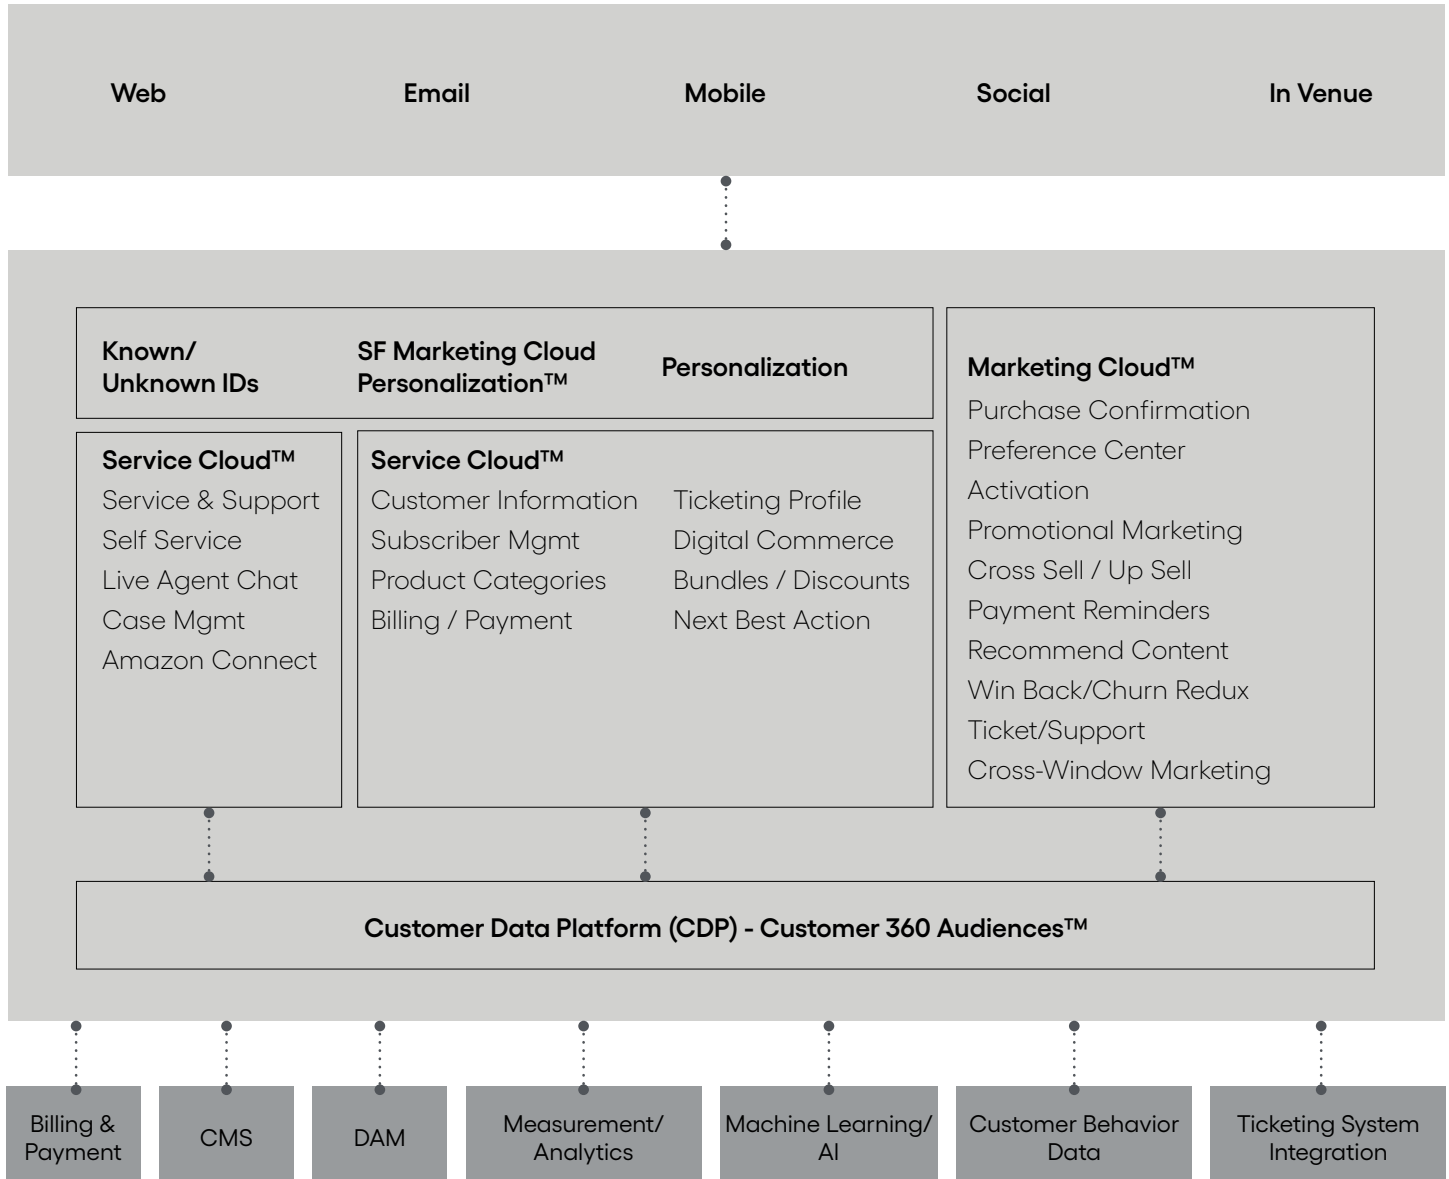 Web
Email
Mobile
Social
In Venue
Known/
Unknown IDs
SF Marketing Cloud
Personalization™
Personalization
Service Cloud™
Service & Support
Self Service
Live Agent Chat
Case Mgmt
Amazon Connect
Service Cloud™
Customer Information
Subscriber Mgmt
Product Categories
Billing / Payment
Ticketing Profile
Digital Commerce
Bundles / Discounts
Next Best Action
Marketing Cloud™
Purchase Confirmation
Preference Center
Activation
Promotional Marketing
Cross Sell / Up Sell
Payment Reminders
Recommend Content
Win Back/Churn Redux
Ticket/Support
Cross-Window Marketing
Customer Data Platform (CDP) - Customer 360 Audiences™
Billing &
Payment
CMS
DAM
Measurement/
Analytics
Machine Learning/
AI
Customer Behavior
Data
Ticketing System
Integration